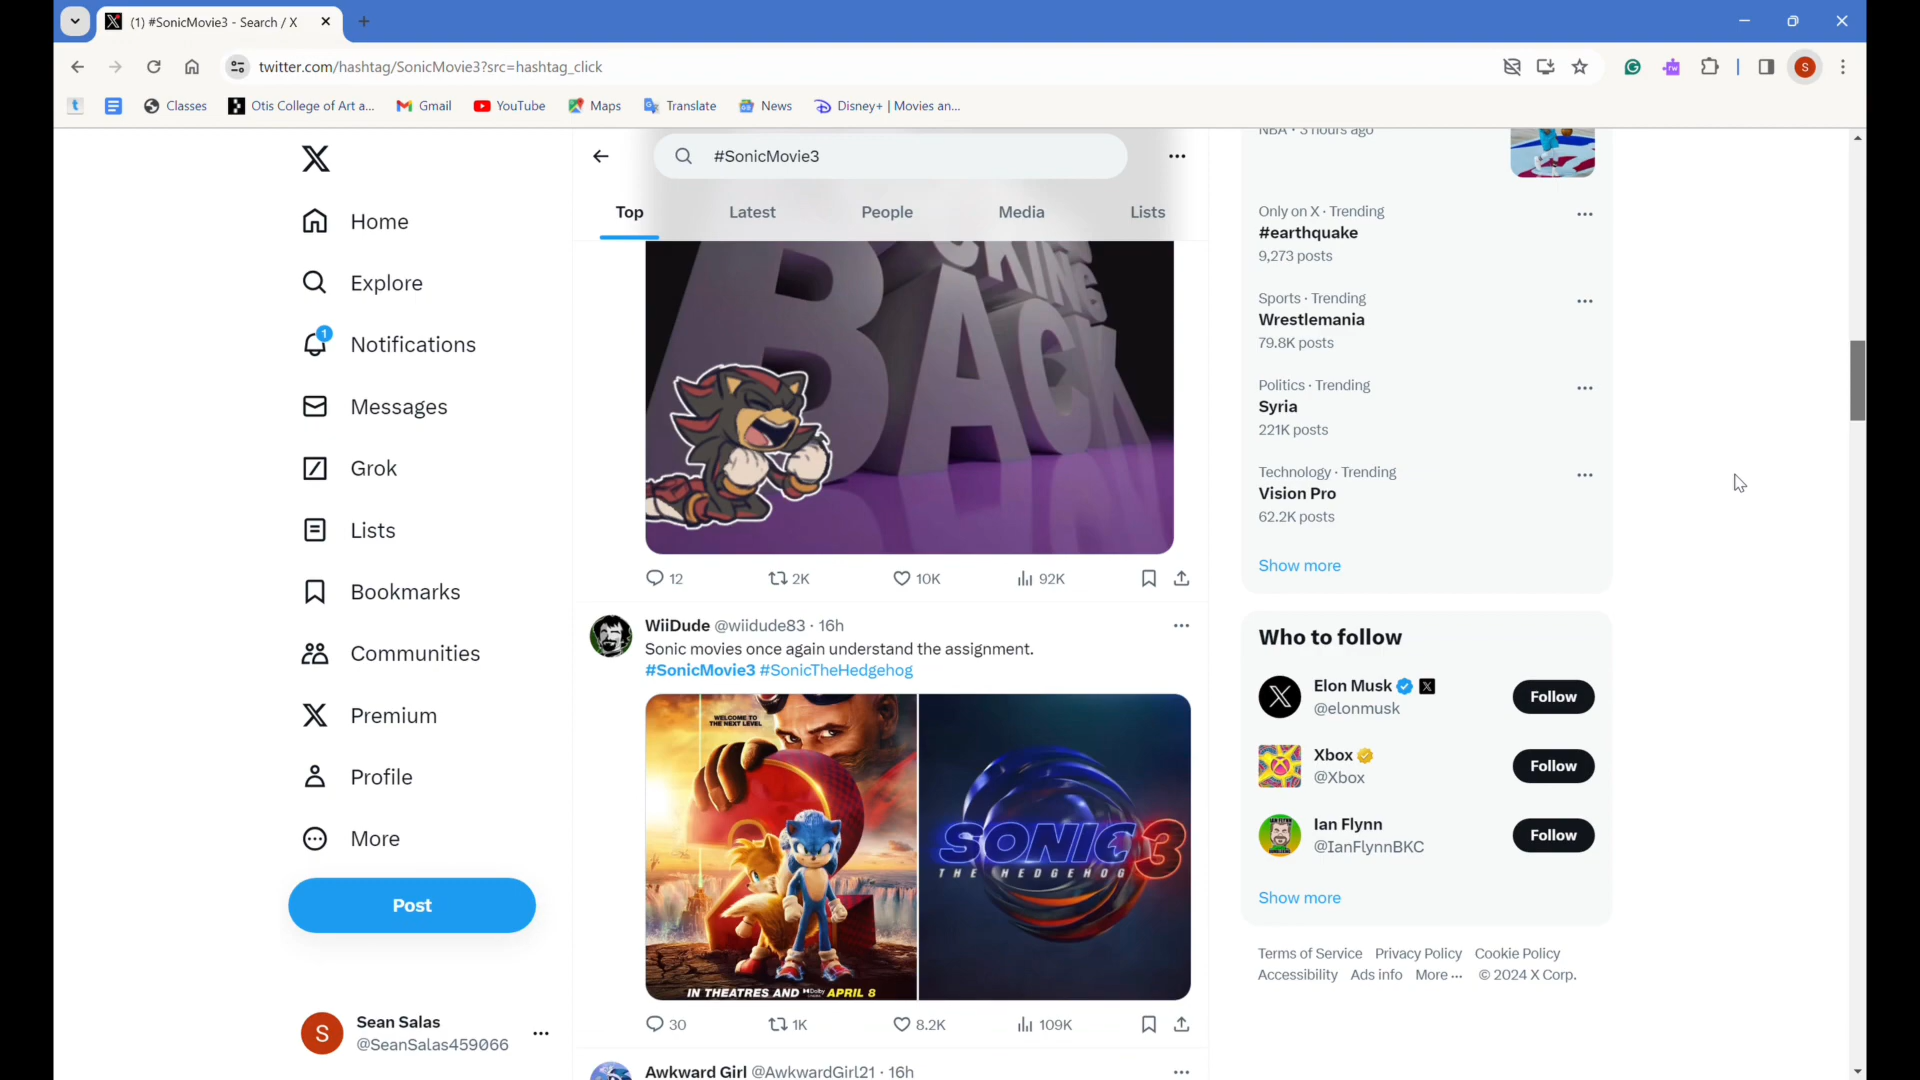 (1) #SonicMovie3 - Search / X
twitter.com/hashtag/SonicMovie3?src=hashtag_click
S
Classes
Otis College of Art a...
Gmail
YouTube
Maps
Translate
News
Disney+ | Movies an...
Home
Explore
1
Notifications
Messages
Grok
Lists
Bookmarks
Communities
Premium
Profile
More
Post
S
Sean Salas
@SeanSalas459066
#SonicMovie3
Top
Latest
People
Media
Lists
BACK
12
2K
10K
92K
WiiDude @wiidude83 · 16h
Sonic movies once again understand the assignment.
#SonicMovie3 #SonicTheHedgehog
WELCOME TO
THE NEXT LEVEL
IN THEATRES AND Dolby APRIL 8
SONIC 3
THE HEDGEHOG
30
1K
8.2K
109K
Awkward Girl @AwkwardGirl21 · 16h
NBA · 3 hours ago
Only on X · Trending
#earthquake
9,273 posts
Sports · Trending
Wrestlemania
79.8K posts
Politics · Trending
Syria
221K posts
Technology · Trending
Vision Pro
62.2K posts
Show more
Who to follow
Elon Musk
@elonmusk
Follow
Xbox
@Xbox
Follow
Ian Flynn
@IanFlynnBKC
Follow
Show more
Terms of Service Privacy Policy Cookie Policy
Accessibility Ads info More ··· © 2024 X Corp.